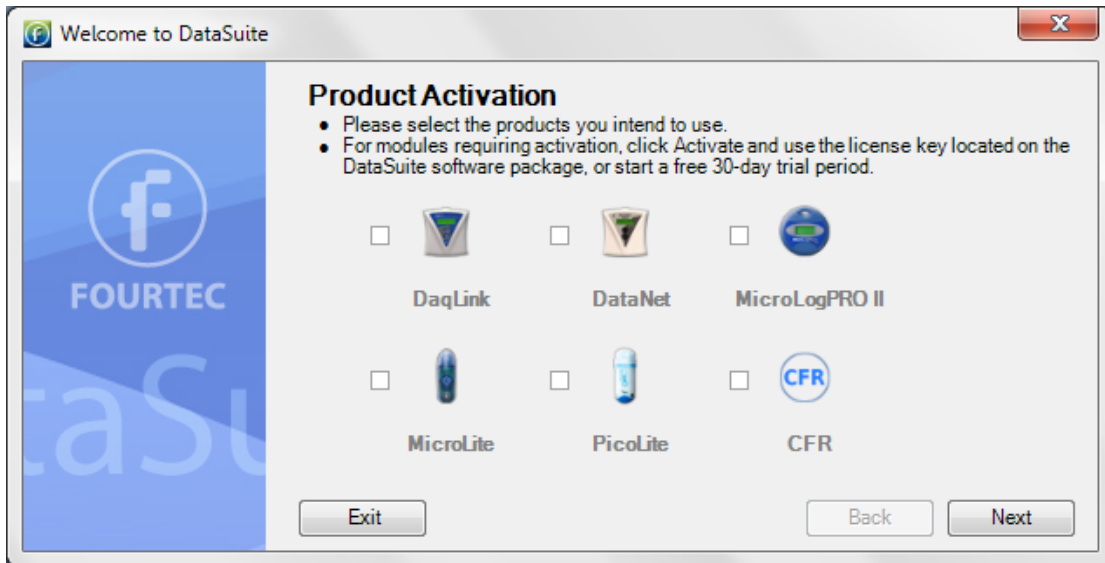 Welcome to DataSuite
Product Activation
• Please select the products you intend to use.
• For modules requiring activation, click Activate and use the license key located on the
DataSuite software package, or start a free 30-day trial period.
FOURTEC
taSu
DaqLink
DataNet
MicroLogPRO II
CFR
MicroLite
PicoLite
CFR
Exit
Back
Next